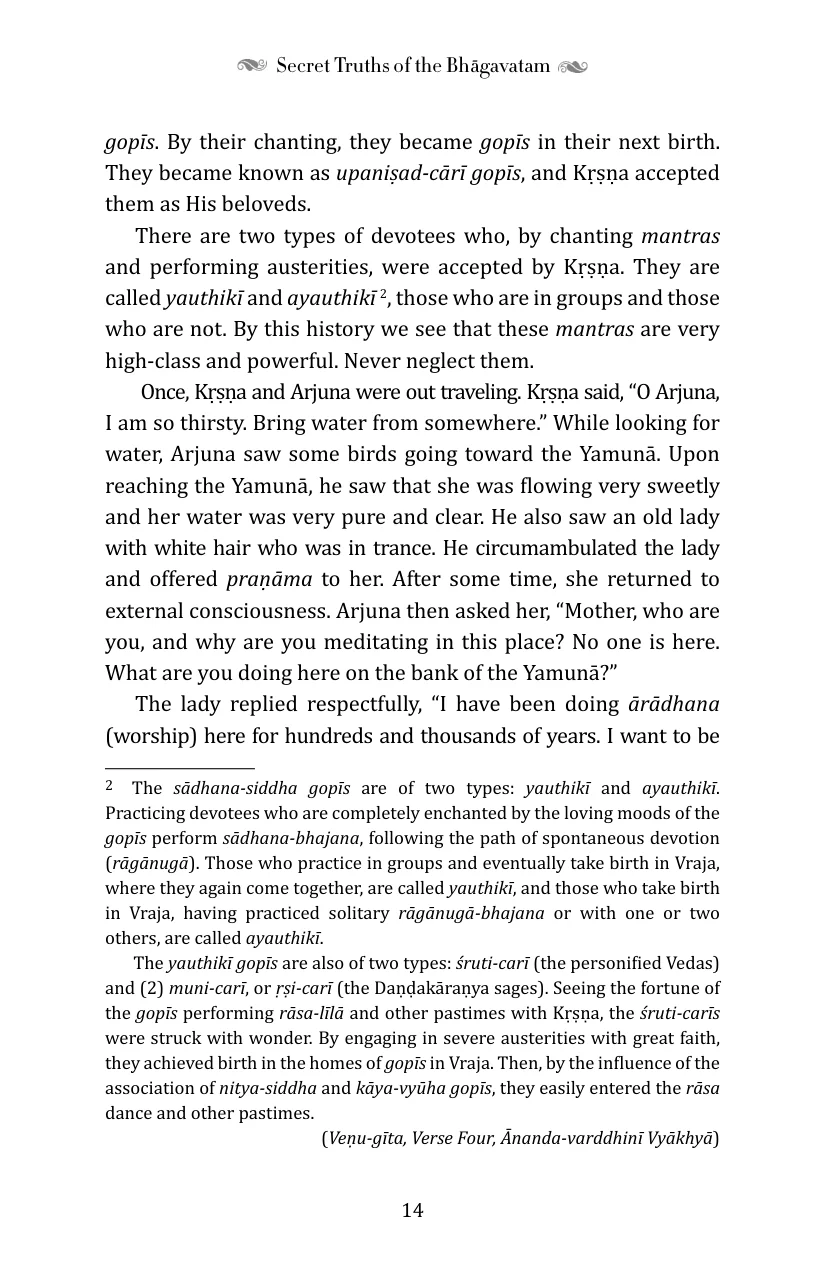 Secret Truths of the Bhāgavatam
gopīs. By their chanting, they became gopīs in their next birth.
They became known as upaniṣad-cārī gopīs, and Kṛṣṇa accepted
them as His beloveds.
There are two types of devotees who, by chanting mantras
and performing austerities, were accepted by Kṛṣṇa. They are
called yauthikī and ayauthikī 2, those who are in groups and those
who are not. By this history we see that these mantras are very
high-class and powerful. Never neglect them.
Once, Kṛṣṇa and Arjuna were out traveling. Kṛṣṇa said, “O Arjuna,
I am so thirsty. Bring water from somewhere.” While looking for
water, Arjuna saw some birds going toward the Yamunā. Upon
reaching the Yamunā, he saw that she was flowing very sweetly
and her water was very pure and clear. He also saw an old lady
with white hair who was in trance. He circumambulated the lady
and offered praṇāma to her. After some time, she returned to
external consciousness. Arjuna then asked her, “Mother, who are
you, and why are you meditating in this place? No one is here.
What are you doing here on the bank of the Yamunā?”
The lady replied respectfully, “I have been doing ārādhana
(worship) here for hundreds and thousands of years. I want to be
2 The sādhana-siddha gopīs are of two types: yauthikī and ayauthikī.
Practicing devotees who are completely enchanted by the loving moods of the
gopīs perform sādhana-bhajana, following the path of spontaneous devotion
(rāgānugā). Those who practice in groups and eventually take birth in Vraja,
where they again come together, are called yauthikī, and those who take birth
in Vraja, having practiced solitary rāgānugā-bhajana or with one or two
others, are called ayauthikī.
The yauthikī gopīs are also of two types: śruti-carī (the personified Vedas)
and (2) muni-carī, or ṛṣi-carī (the Daṇḍakāraṇya sages). Seeing the fortune of
the gopīs performing rāsa-līlā and other pastimes with Kṛṣṇa, the śruti-carīs
were struck with wonder. By engaging in severe austerities with great faith,
they achieved birth in the homes of gopīs in Vraja. Then, by the influence of the
association of nitya-siddha and kāya-vyūha gopīs, they easily entered the rāsa
dance and other pastimes.
(Veṇu-gīta, Verse Four, Ānanda-varddhinī Vyākhyā)
14